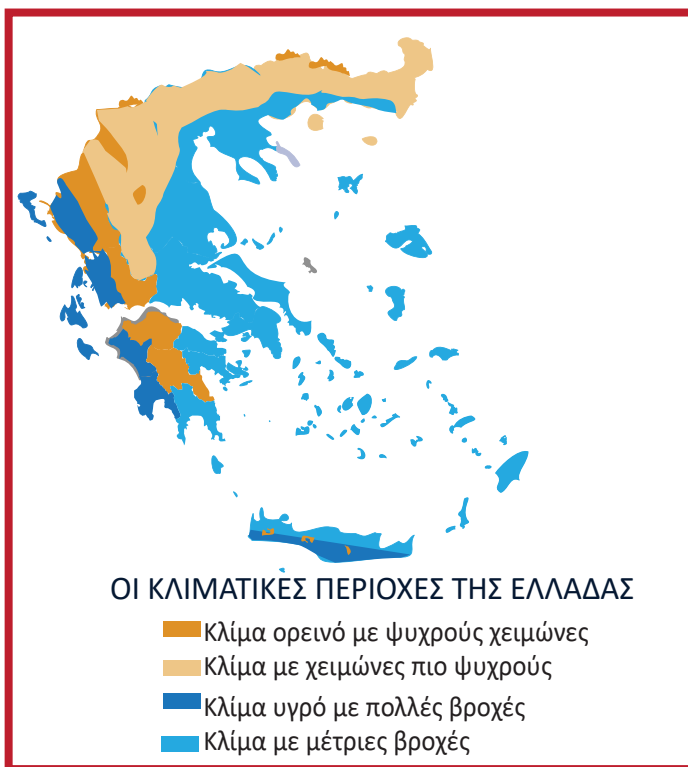 ΟΙ ΚΛΙΜΑΤΙΚΕΣ ΠΕΡΙΟΧΕΣ ΤΗΣ ΕΛΛΑΔΑΣ
Κλίμα ορεινό με ψυχρούς χειμώνες
Κλίμα με χειμώνες πιο ψυχρούς
Κλίμα υγρό με πολλές βροχές
Κλίμα με μέτριες βροχές